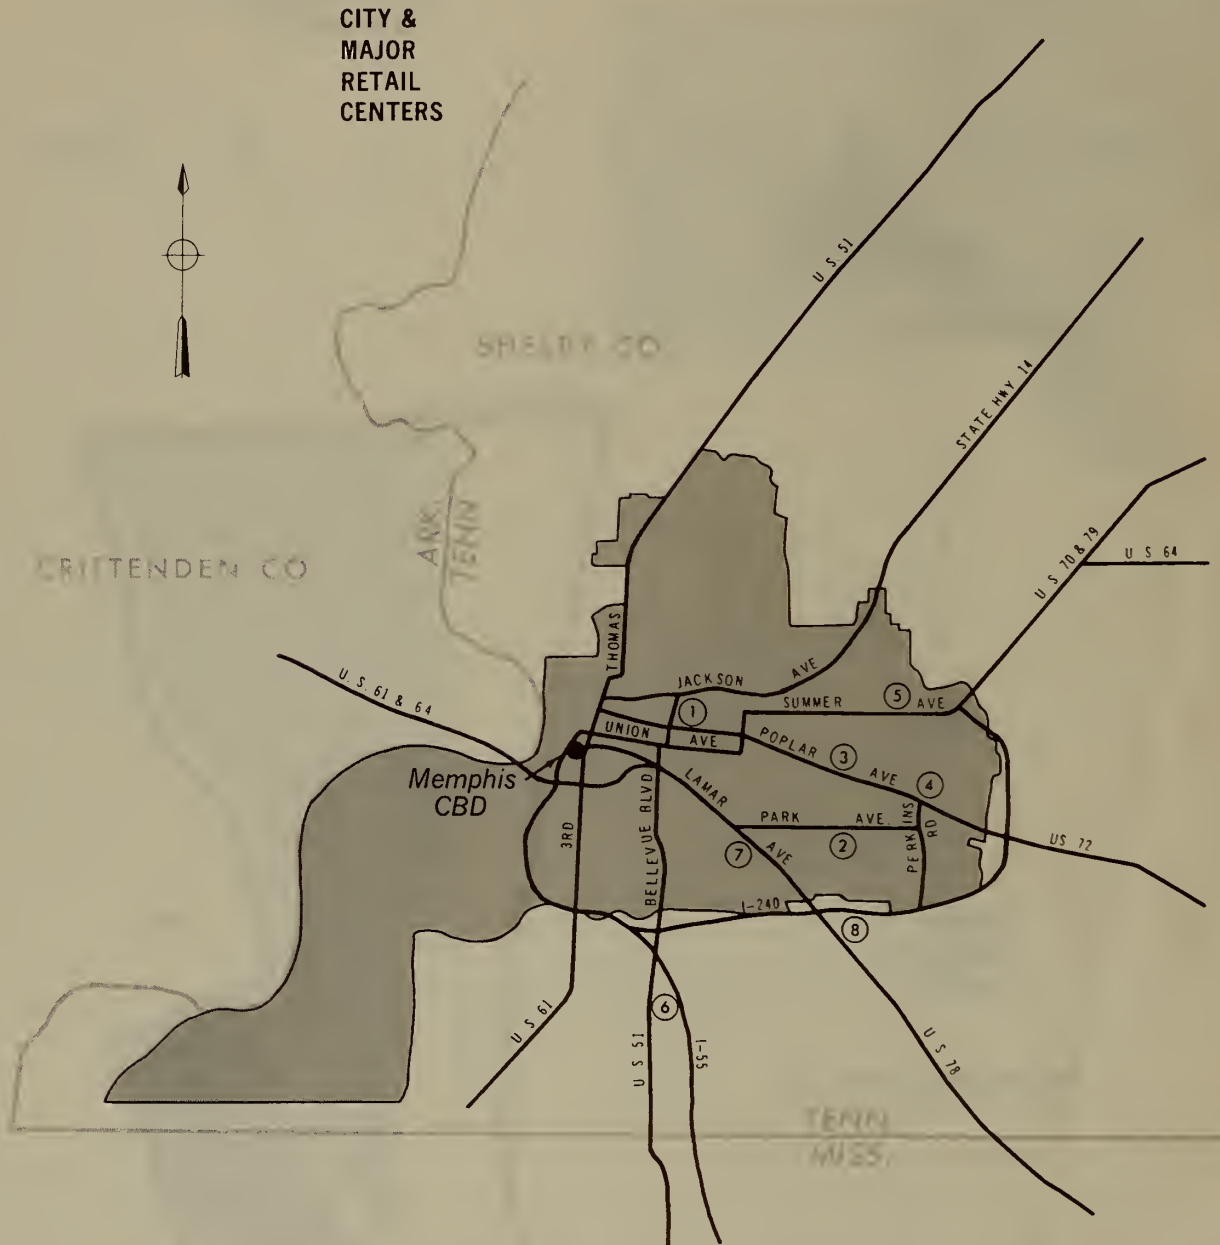 CITY &
MAJOR
RETAIL
CENTERS
U S 51
SHELBY CO.
STATE HWY 14
ARK.
TENN
CRITTENDEN CO
U S 70 & 79
U S 64
THOMAS
JACKSON AVE
U.S. 61 & 64
SUMMER AVE
5
1
UNION AVE
POPLAR AVE
3
4
Memphis
CBD
LAMAR AVE
BELLEVUE BLVD
3RD
PARK AVE.
PERKINS RD
2
7
US 72
I-240
8
6
U S 61
U S 51
I-55
U S 78
TENN
MISS.